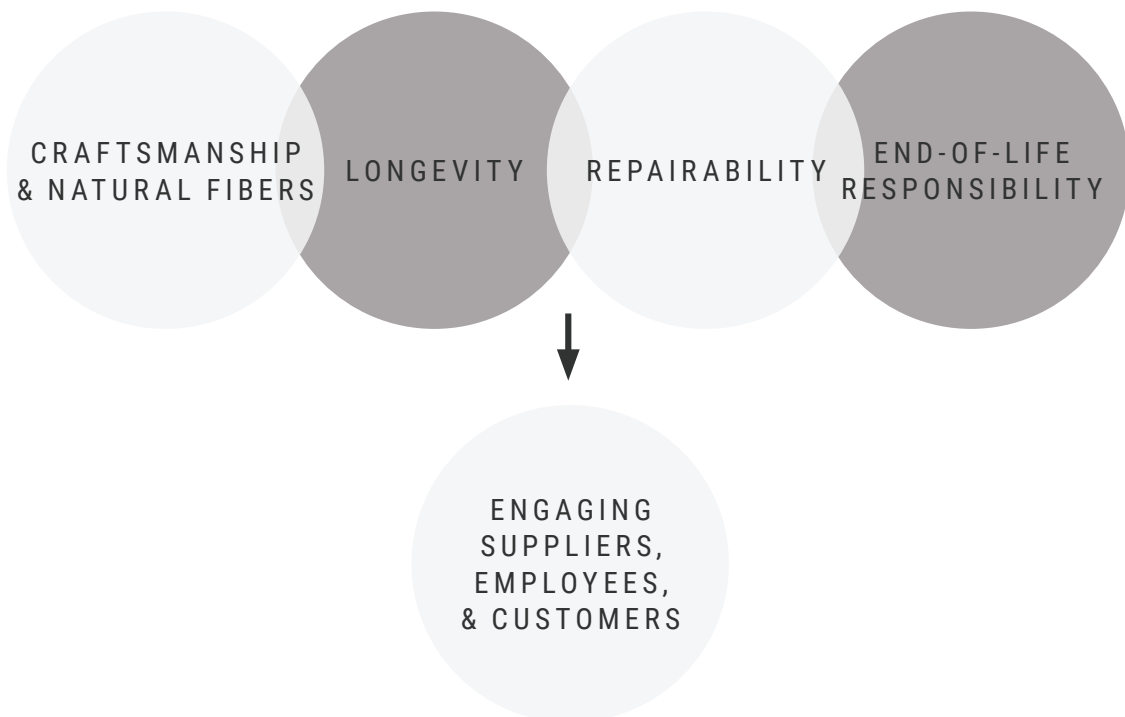 CRAFTSMANSHIP
& NATURAL FIBERS
LONGEVITY
REPAIRABILITY
END-OF-LIFE
RESPONSIBILITY
ENGAGING
SUPPLIERS,
EMPLOYEES,
& CUSTOMERS